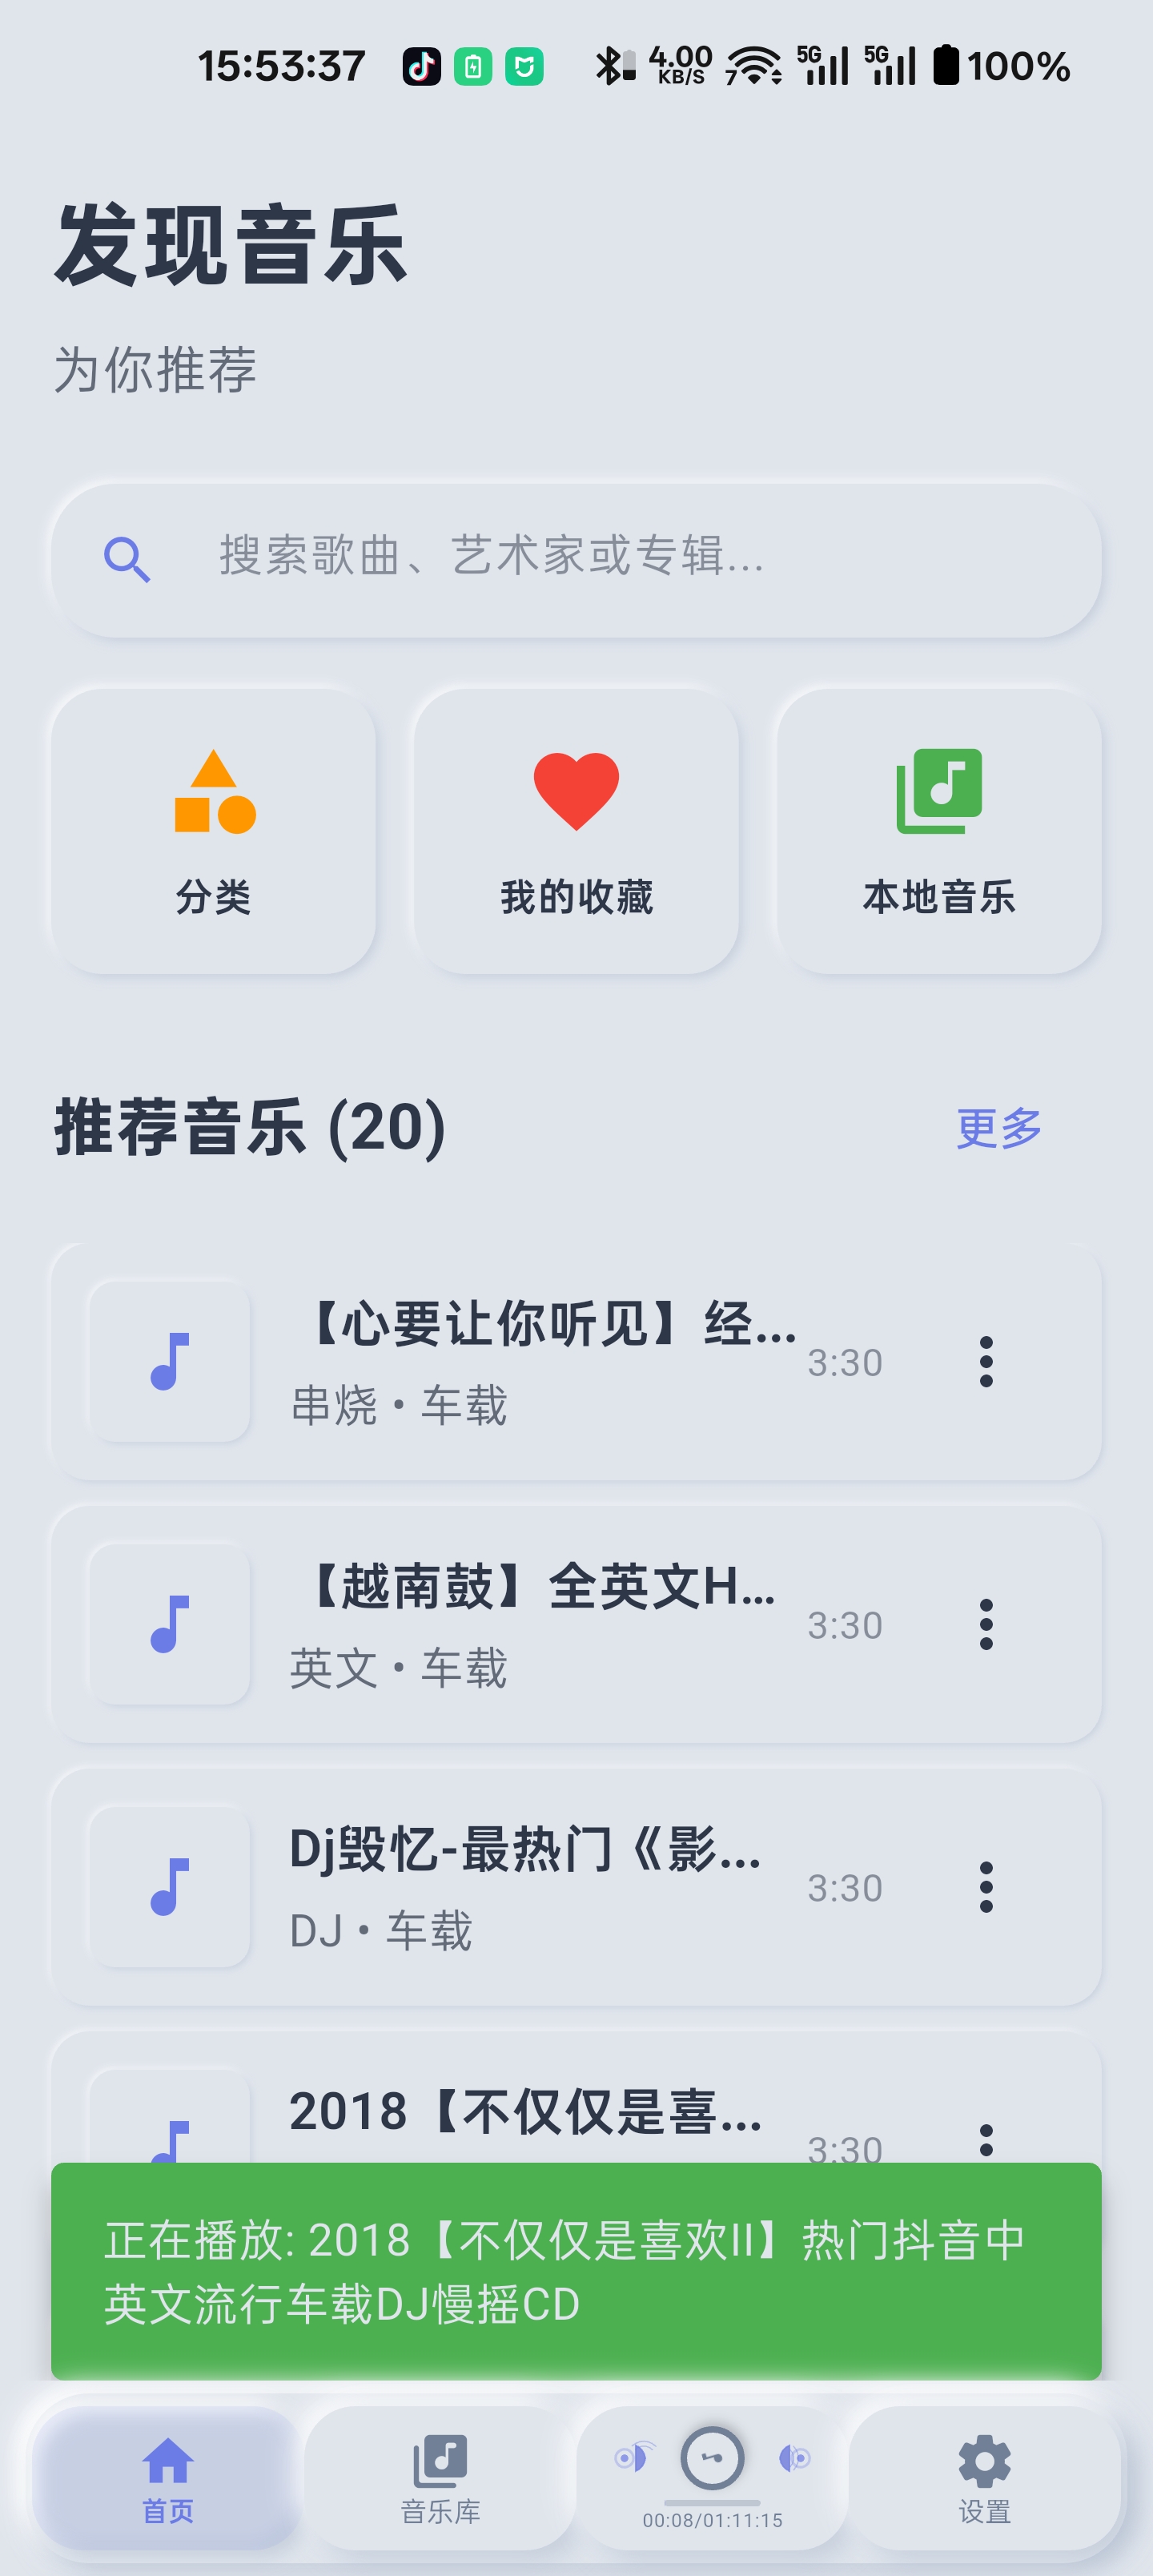 15:53:37
4.00
KB/S
7
5G
5G
100%
发现音乐
为你推荐
搜索歌曲、艺术家或专辑...
分类
我的收藏
本地音乐
推荐音乐 (20)
更多
【心要让你听见】经...
3:30
串烧 • 车载
【越南鼓】全英文H...
3:30
英文 • 车载
Dj毁忆-最热门《影...
3:30
DJ • 车载
2018【不仅仅是喜...
3:30
正在播放: 2018【不仅仅是喜欢II】热门抖音中
英文流行车载DJ慢摇CD
首页
音乐库
00:08/01:11:15
设置